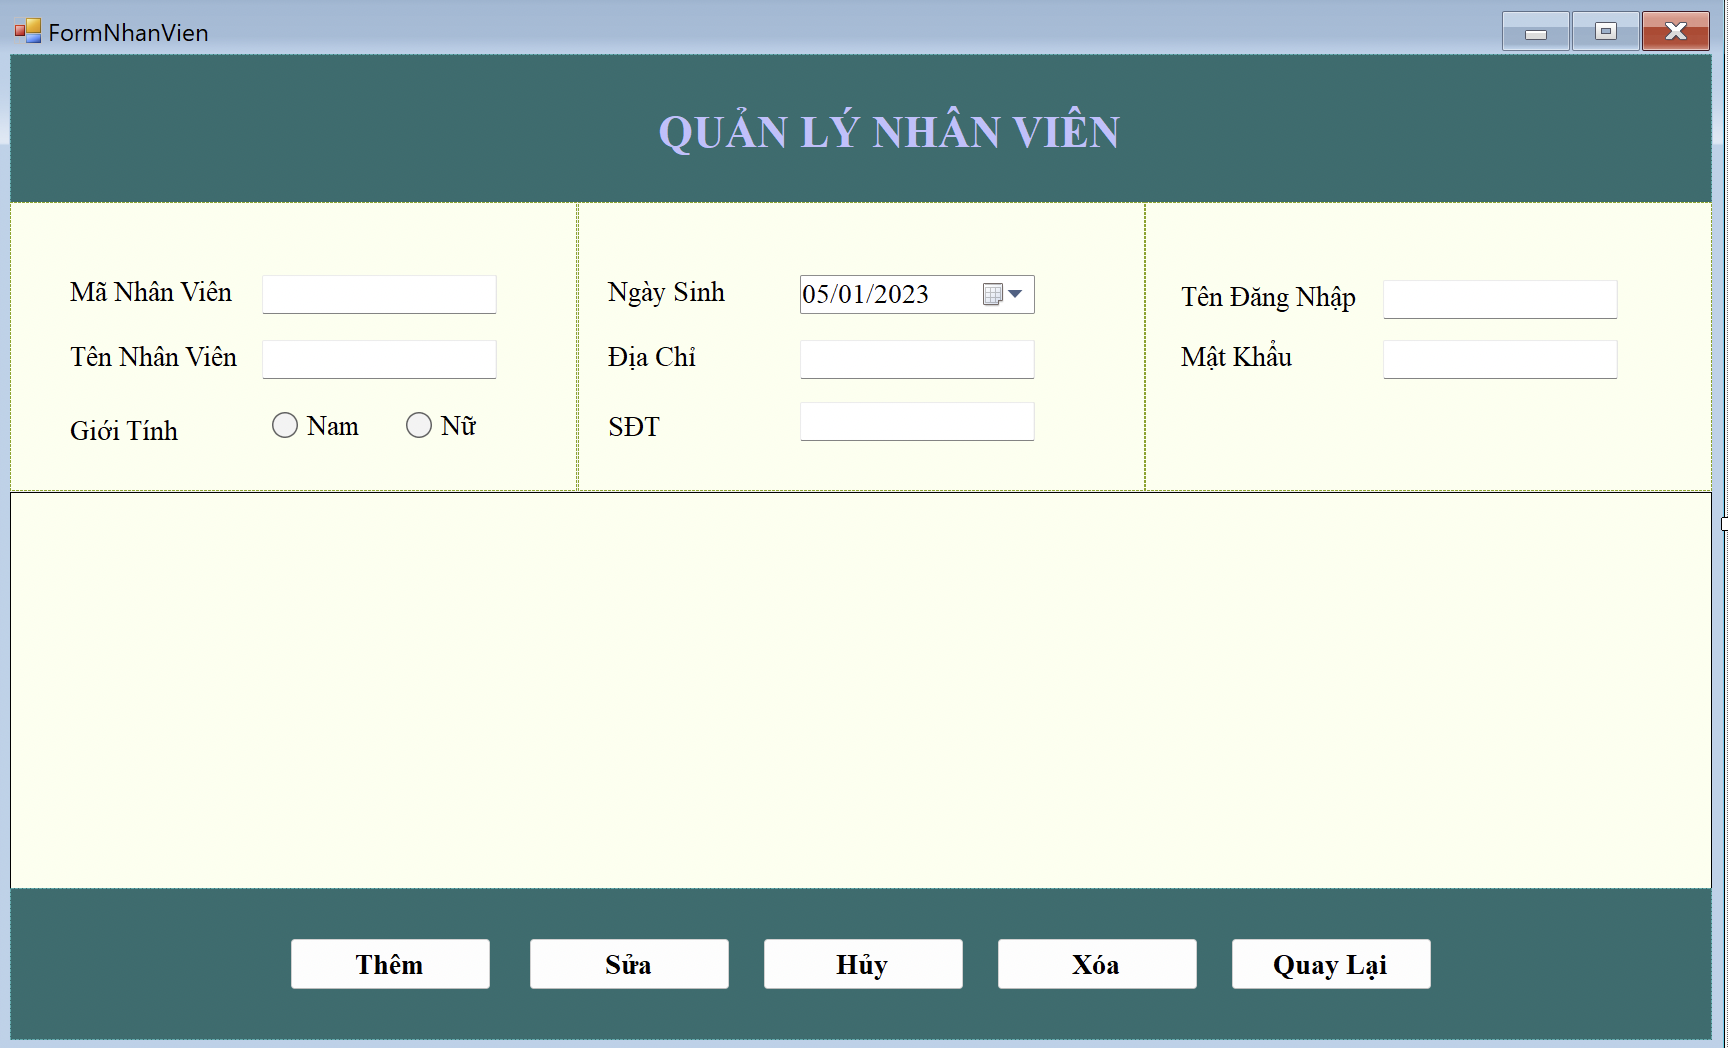 FormNhanVien
QUẢN LÝ NHÂN VIÊN
Mã Nhân Viên
Tên Nhân Viên
Giới Tính
Nam
Nữ
Ngày Sinh
05/01/2023
Địa Chỉ
SĐT
Tên Đăng Nhập
Mật Khẩu
Thêm
Sửa
Hủy
Xóa
Quay Lại